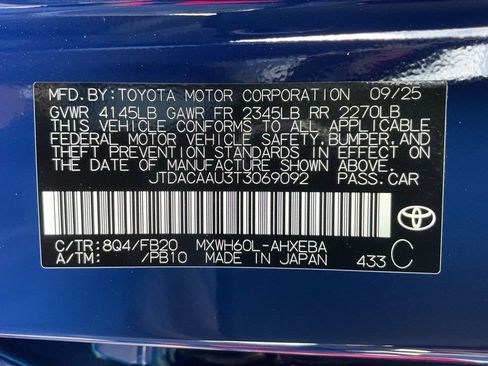 MFD.BY:TOYOTA MOTOR CORPORATION 09/25
GVWR 4145LB GAWR FR 2345LB RR 2270LB
THIS VEHICLE CONFORMS TO ALL APPLICABLE
FEDERAL MOTOR VEHICLE SAFETY, BUMPER,
AND THEFT PREVENTION STANDARDS IN EFFECT
ON THE DATE OF MANUFACTURE SHOWN ABOVE.
JTDACAAU3T3069092 PASS.CAR
C/TR:8Q4/FB20 MXWH60L-AHXEBA
A/TM: /PB10 MADE IN JAPAN 433 C